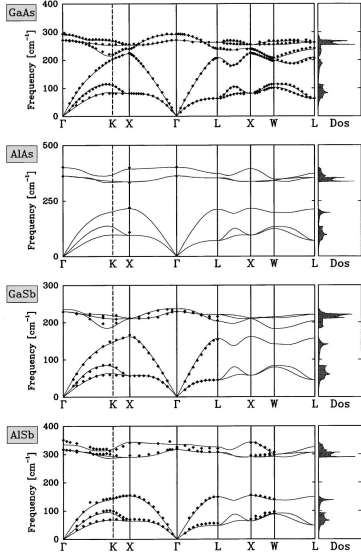 GaAs
Frequency [cm⁻¹]
400
300
200
100
0
Γ K X Γ L X W L Dos
AlAs
Frequency [cm⁻¹]
500
250
0
Γ K X Γ L X W L Dos
GaSb
Frequency [cm⁻¹]
300
200
100
0
Γ K X Γ L X W L Dos
AlSb
Frequency [cm⁻¹]
400
300
200
100
0
Γ K X Γ L X W L Dos